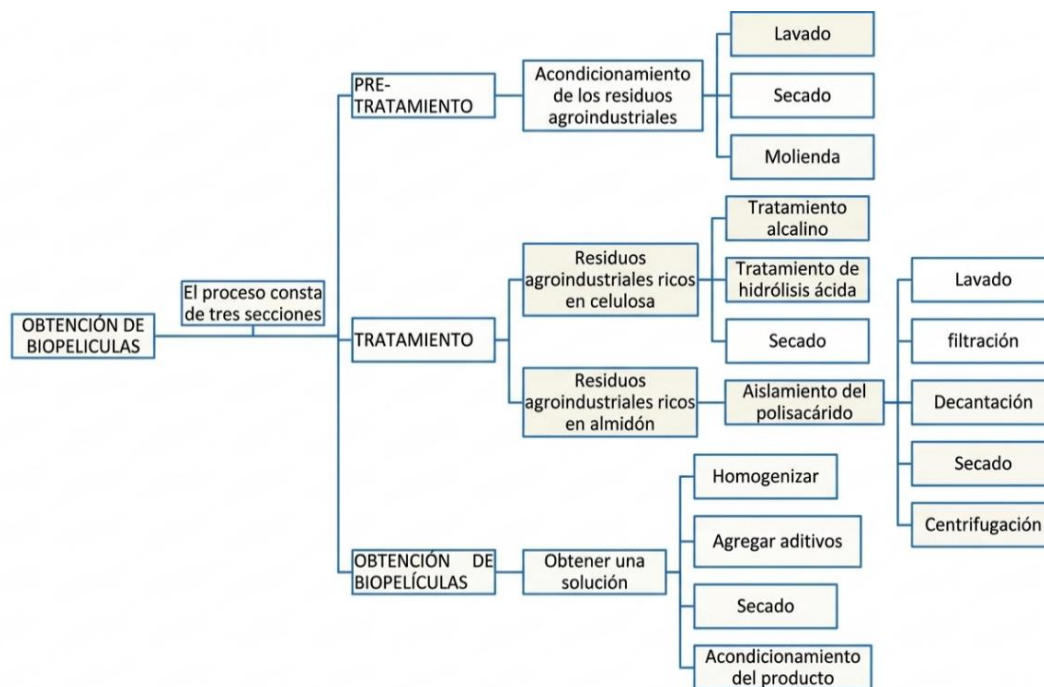 OBTENCIÓN DE
BIOPELICULAS
El proceso consta
de tres secciones
PRE-
TRATAMIENTO
Acondicionamiento
de los residuos
agroindustriales
Lavado
Secado
Molienda
TRATAMIENTO
Residuos
agroindustriales ricos
en celulosa
Tratamiento
alcalino
Tratamiento de
hidrólisis ácida
Secado
Residuos
agroindustriales ricos
en almidón
Aislamiento del
polisacárido
Lavado
filtración
Decantación
Secado
Centrifugación
OBTENCIÓN DE
BIOPELÍCULAS
Obtener una
solución
Homogenizar
Agregar aditivos
Secado
Acondicionamiento
del producto